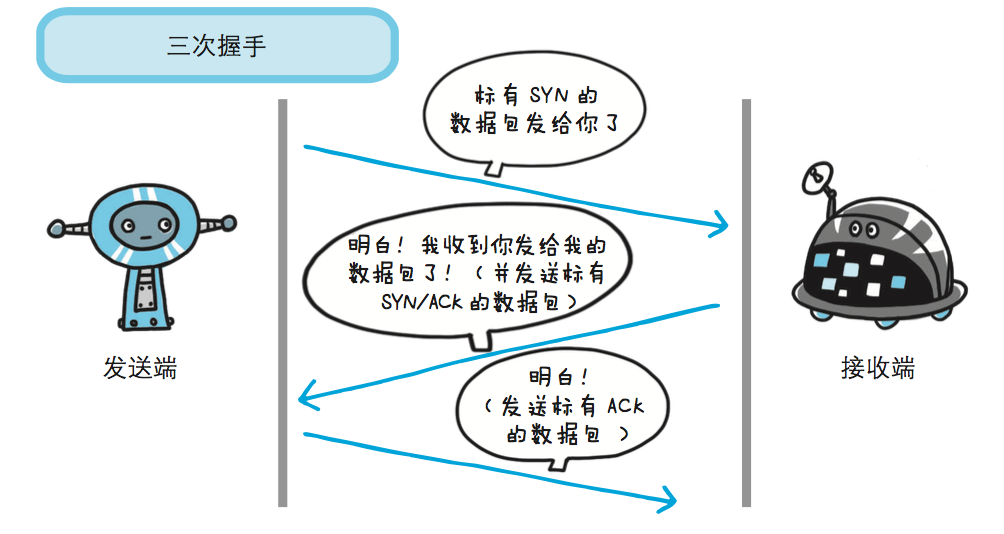 三次握手
标有 SYN 的
数据包发给你了
明白！我收到你发给我的
数据包了！（并发送标有
SYN/ACK 的数据包）
发送端
接收端
明白！
（发送标有 ACK
的数据包 ）